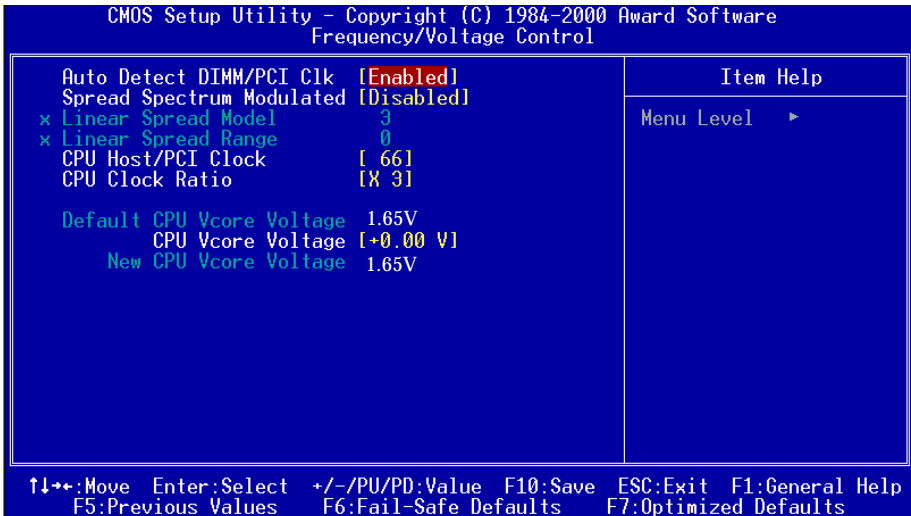 CMOS Setup Utility – Copyright (C) 1984–2000 Award Software
Frequency/Voltage Control
Auto Detect DIMM/PCI Clk [Enabled]
Spread Spectrum Modulated [Disabled]
x Linear Spread Model 3
x Linear Spread Range 0
CPU Host/PCI Clock [ 66]
CPU Clock Ratio [X 3]
Default CPU Vcore Voltage 1.65V
CPU Vcore Voltage [+0.00 V]
New CPU Vcore Voltage 1.65V
Item Help
Menu Level ►
↑↓→←:Move Enter:Select +/-/PU/PD:Value F10:Save ESC:Exit F1:General Help
F5:Previous Values F6:Fail-Safe Defaults F7:Optimized Defaults